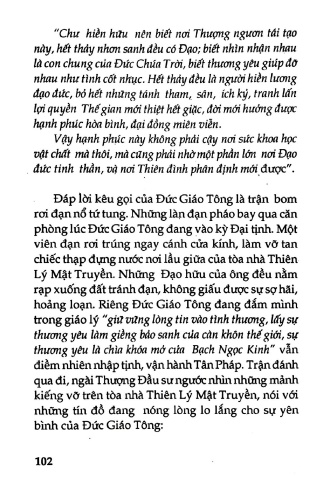 “Chư hiền hữu nên biết nơi Thượng ngươn tái tạo
này, hết thảy nhơn sanh đều có Đạo; biết nhìn nhận nhau
là con chung của Đức Chúa Trời, biết thương yêu giúp đỡ
nhau như tình cốt nhục. Hết thảy đều là người hiền lương
đạo đức, bỏ hết những tánh tham, sân, ích kỷ, tranh lấn
lợi quyền Thế gian mới thiệt hết giặc, đời mới hưởng được
hạnh phúc hòa bình, đại đồng miên viễn.
Vậy hạnh phúc này không phải cậy nơi sức khoa học
vật chất mà thôi, mà cũng phải nhờ một phần lớn nơi Đạo
đức tinh thần, và nơi Thiên đình phân định mới được”.
Đáp lời kêu gọi của Đức Giáo Tông là trận bom
rơi đạn nổ tứ tung. Những làn đạn pháo bay qua căn
phòng lúc Đức Giáo Tông đang vào kỳ Đại tịnh. Một
viên đạn rơi trúng ngay cánh cửa kính, làm vỡ tan
chiếc thạp đựng nước nơi lầu giữa của tòa nhà Thiên
Lý Mật Truyền. Những Đạo hữu của ông đều nằm
rạp xuống đất tránh đạn, không giấu được sự sợ hãi,
hoảng loạn. Riêng Đức Giáo Tông đang đắm mình
trong giáo lý “giữ vững lòng tin vào tình thương, lấy sự
thương yêu làm giềng bảo sanh của càn khôn thế giới, sự
thương yêu là chìa khóa mở cửa Bạch Ngọc Kinh” vẫn
điềm nhiên nhập tịnh, vận hành Tân Pháp. Trận đánh
qua đi, ngài Thượng Đầu sư ngước nhìn những mảnh
kiếng vỡ trên tòa nhà Thiên Lý Mật Truyền, nói với
những tín đồ đang nóng lòng lo lắng cho sự yên
bình của Đức Giáo Tông:
102